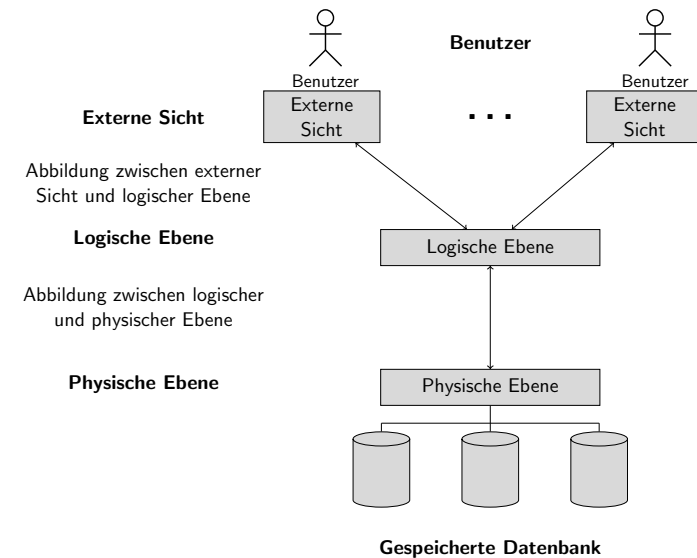 Benutzer
Benutzer
Benutzer
Externe Sicht
Externe
Sicht
. . .
Externe
Sicht
Abbildung zwischen externer
Sicht und logischer Ebene
Logische Ebene
Logische Ebene
Abbildung zwischen logischer
und physischer Ebene
Physische Ebene
Physische Ebene
Gespeicherte Datenbank